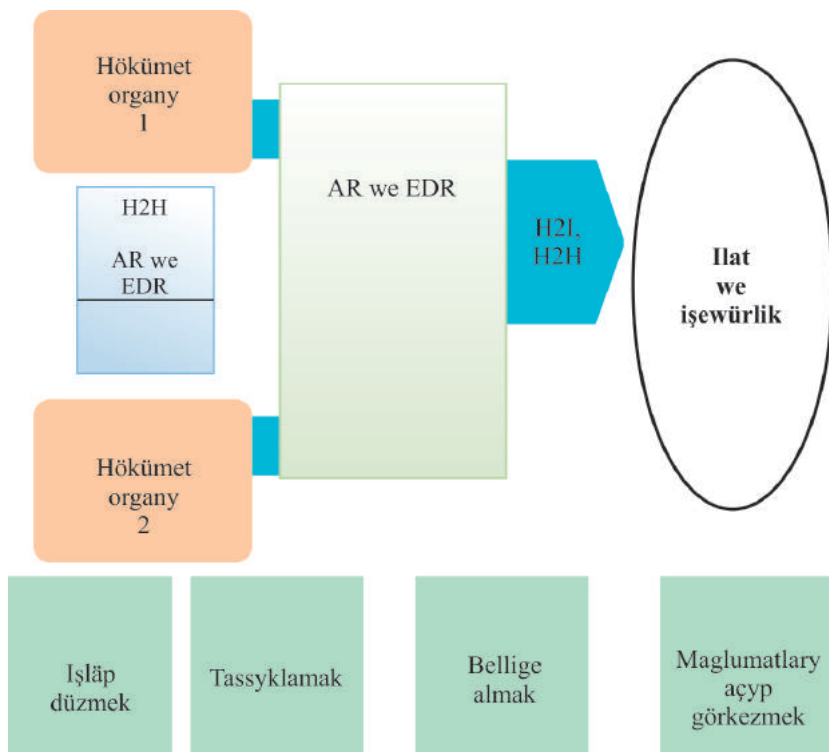 Hökümet
organy
1
H2H
AR we
EDR
Hökümet
organy
2
AR we EDR
H2I,
H2H
Ilat
we
işewürlik
Işläp
düzmek
Tassyklamak
Bellige
almak
Maglumatlary
açyp
görkezmek